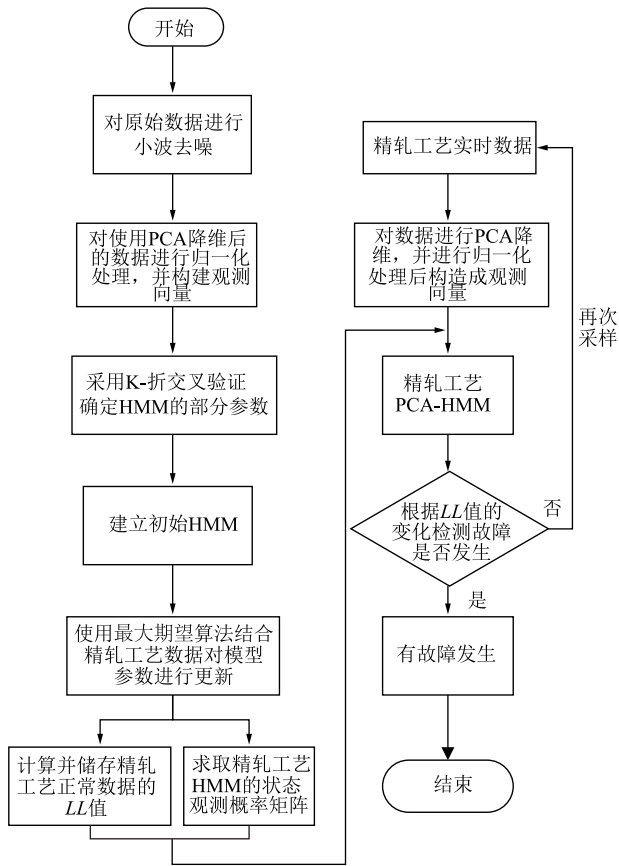 开始
对原始数据进行
小波去噪
对使用PCA降维后
的数据进行归一化
处理，并构建观测
向量
采用K-折交叉验证
确定HMM的部分参数
建立初始HMM
使用最大期望算法结合
精轧工艺数据对模型
参数进行更新
计算并储存精轧
工艺正常数据的
LL值
求取精轧工艺
HMM的状态
观测概率矩阵
精轧工艺实时数据
对数据进行PCA降
维，并进行归一化
处理后构造成观测
向量
精轧工艺
PCA-HMM
根据LL值的
变化检测故障
是否发生
否
再次
采样
是
有故障发生
结束